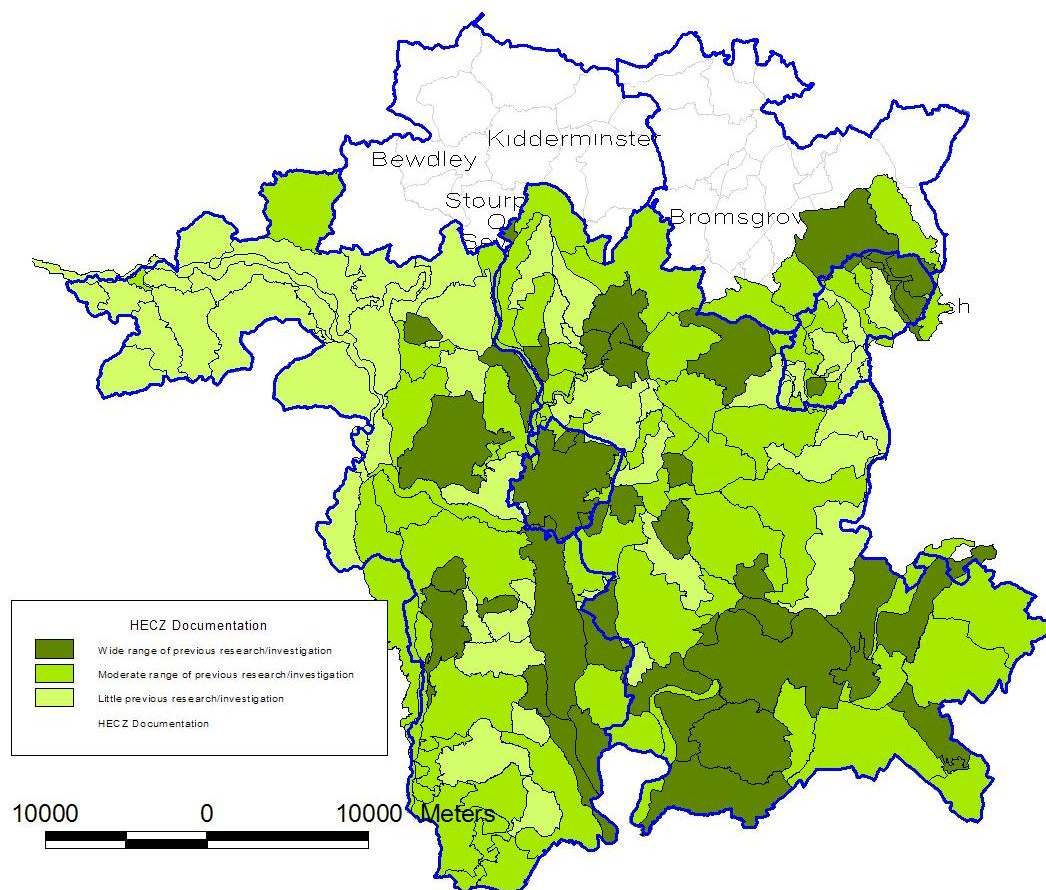 Kidderminster
Bewdley
Stourp
O
Bromsgrov
HECZ Documentation
Wide range of previous research/investigation
Moderate range of previous research/investigation
Little previous research/investigation
HECZ Documentation
10000 0 10000 Meters